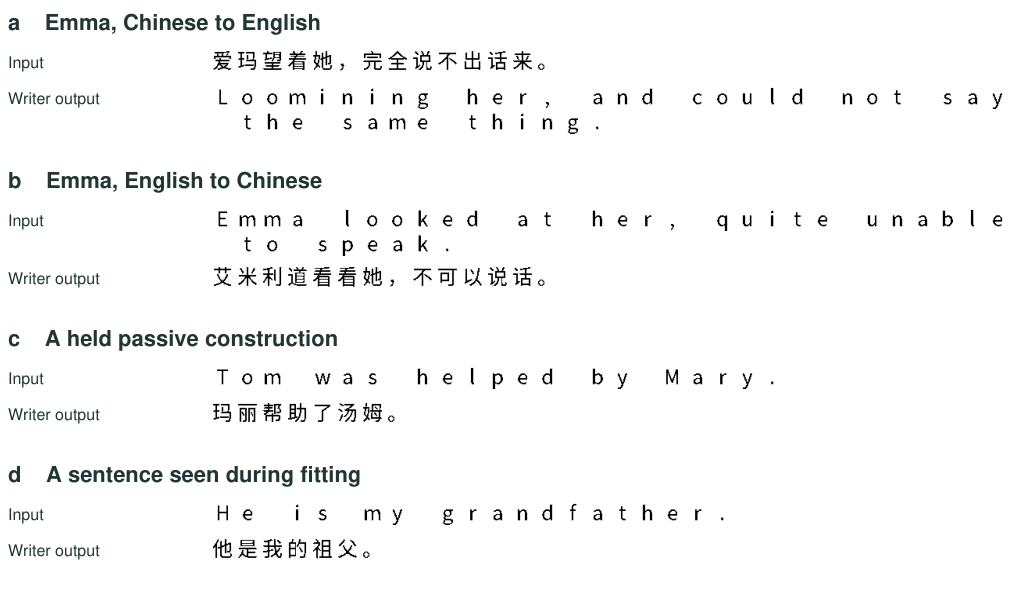 a Emma, Chinese to English
Input 爱玛望着她，完全说不出话来。
Writer output Loomining her, and could not say
the same thing.
b Emma, English to Chinese
Input Emma looked at her, quite unable
to speak.
Writer output 艾米利道看看她，不可以说话。
c A held passive construction
Input Tom was helped by Mary.
Writer output 玛丽帮助了汤姆。
d A sentence seen during fitting
Input He is my grandfather.
Writer output 他是我的祖父。